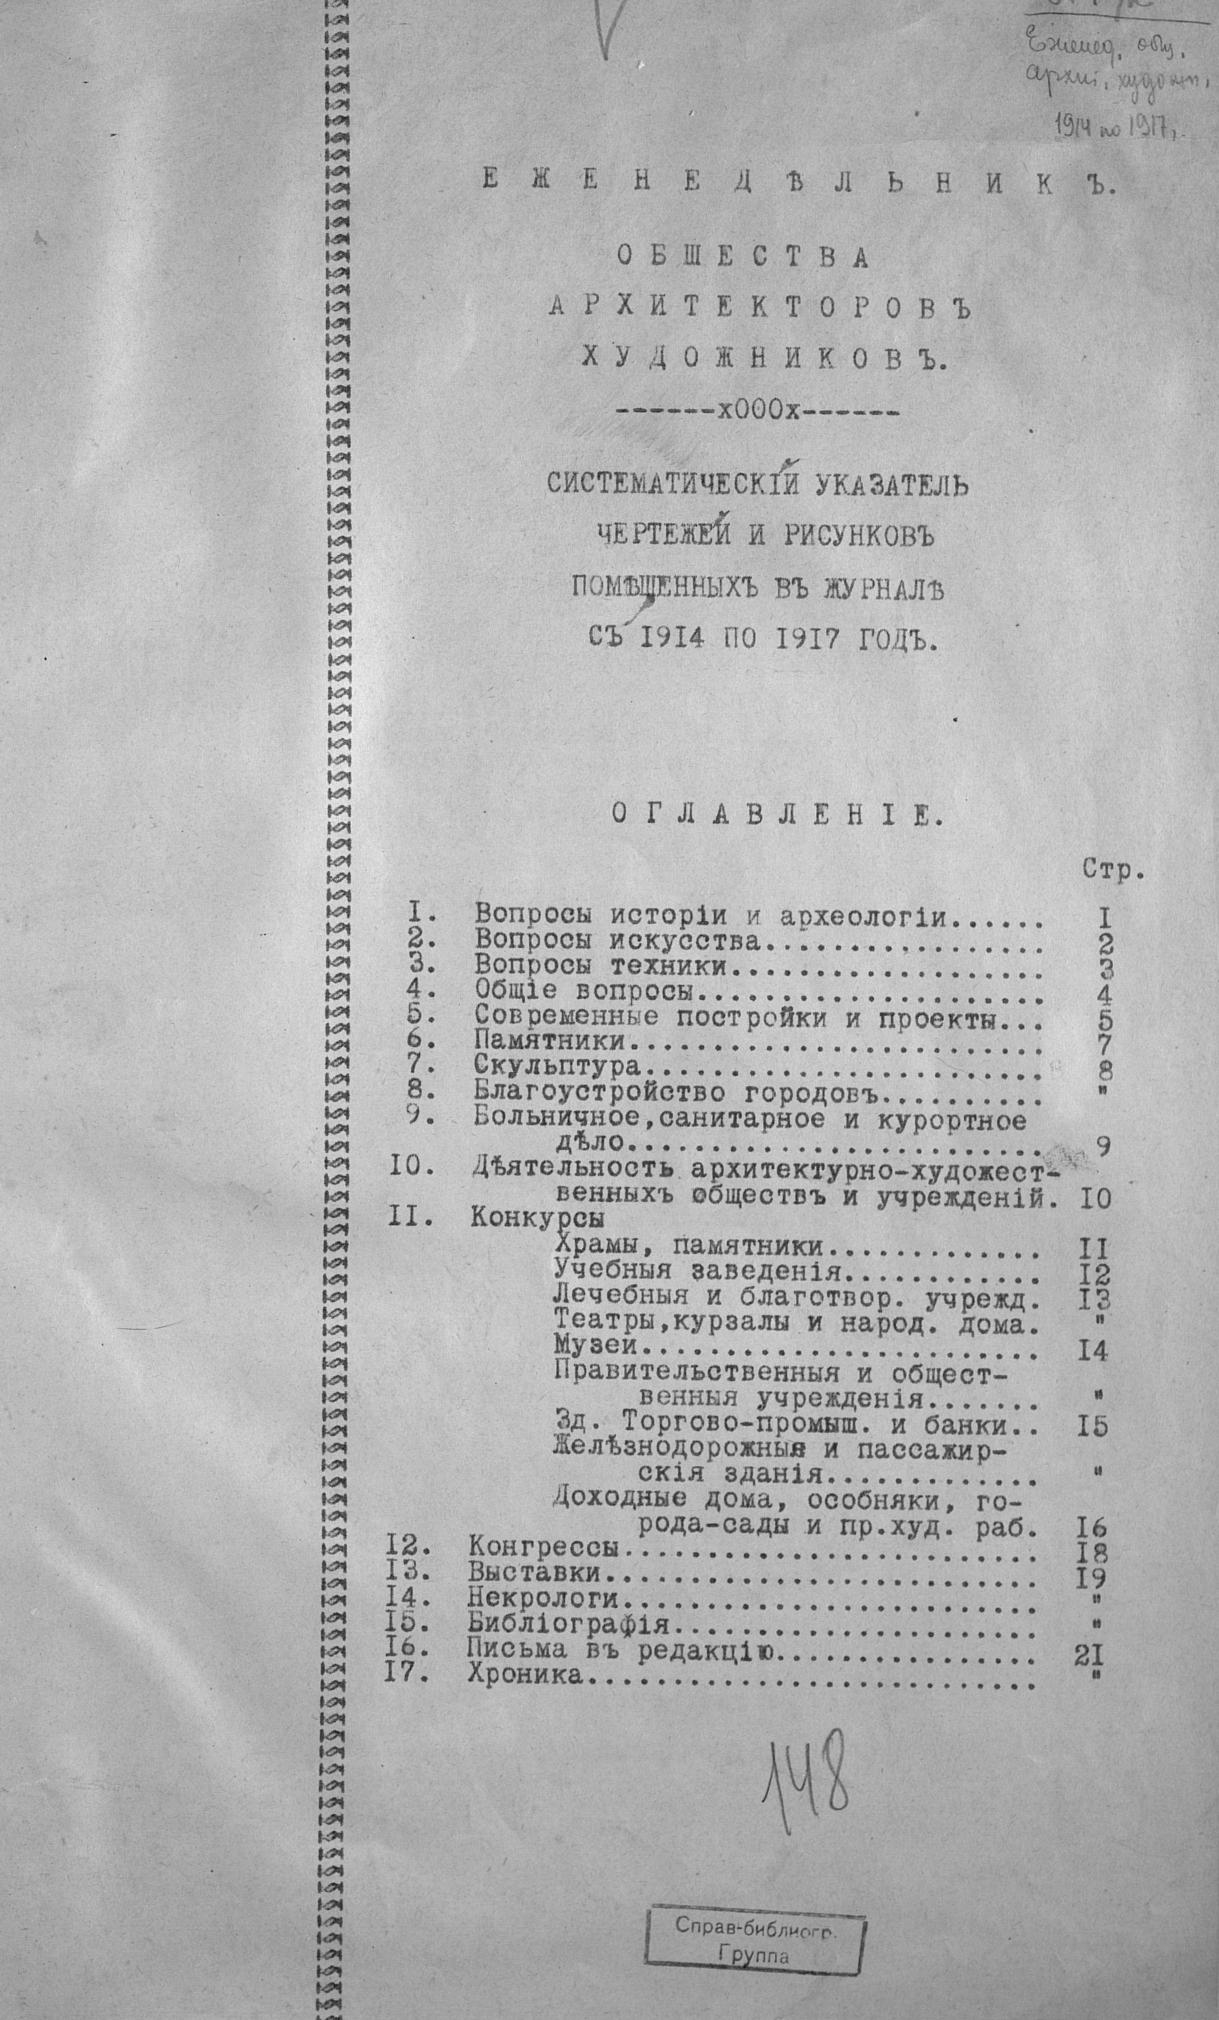 Еженед. общ.
архит. худож.
1914 по 1917.
ЕЖЕНЕДѢЛЬНИКЪ.
ОБШЕСТВА
АРХИТЕКТОРОВЪ
ХУДОЖНИКОВЪ.
------x000x------
СИСТЕМАТИЧЕСКІЙ УКАЗАТЕЛЬ
ЧЕРТЕЖЕЙ И РИСУНКОВЪ
ПОМѢЩЕННЫХЪ ВЪ ЖУРНАЛѢ
СЪ I9I4 ПО I9I7 ГОДЪ.
ОГЛАВЛЕНІЕ.
Стр.
I. Вопросы исторіи и археологіи...... I
2. Вопросы искусства................. 2
3. Вопросы техники................... 3
4. Общіе вопросы..................... 4
5. Современные постройки и проекты... 5
6. Памятники......................... 7
7. Скульптура........................ 8
8. Благоустройство городовъ.......... "
9. Больничное,санитарное и курортное
дѣло......................... 9
I0. Дѣятельность архитектурно-художест-
венныхъ обществъ и учрежденій. I0
II. Конкурсы
Храмы, памятники............. II
Учебныя заведенія............ I2
Лечебныя и благотвор. учрежд. I3
Театры,курзалы и народ. дома. "
Музеи........................ I4
Правительственныя и общест-
венныя учрежденія....... "
Зд. Торгово-промыш. и банки.. I5
Желѣзнодорожныя и пассажир-
скія зданія............. "
Доходные дома, особняки, го-
рода-сады и пр.худ. раб. I6
I2. Конгрессы......................... I8
I3. Выставки.......................... I9
I4. Некрологи......................... "
I5. Библіографія...................... "
I6. Письма въ редакцію................ 2I
I7. Хроника........................... "
148
Справ-библиогр.
Группа